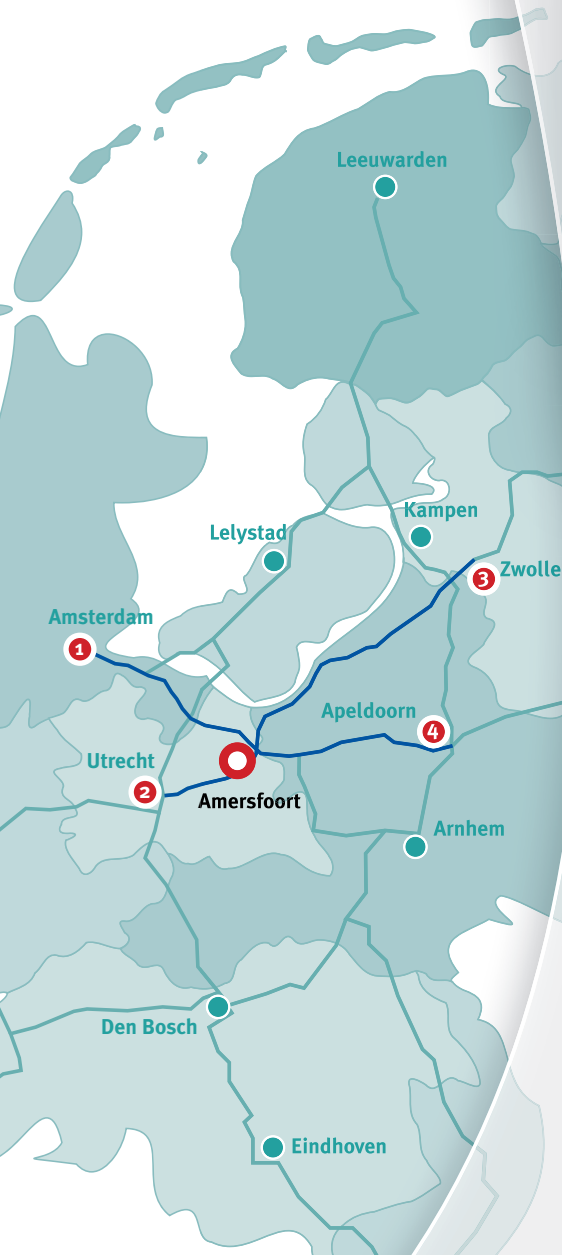 Leeuwarden
Kampen
Lelystad
3 Zwolle
Amsterdam
1
Apeldoorn
4
Utrecht
2
Amersfoort
Arnhem
Den Bosch
Eindhoven